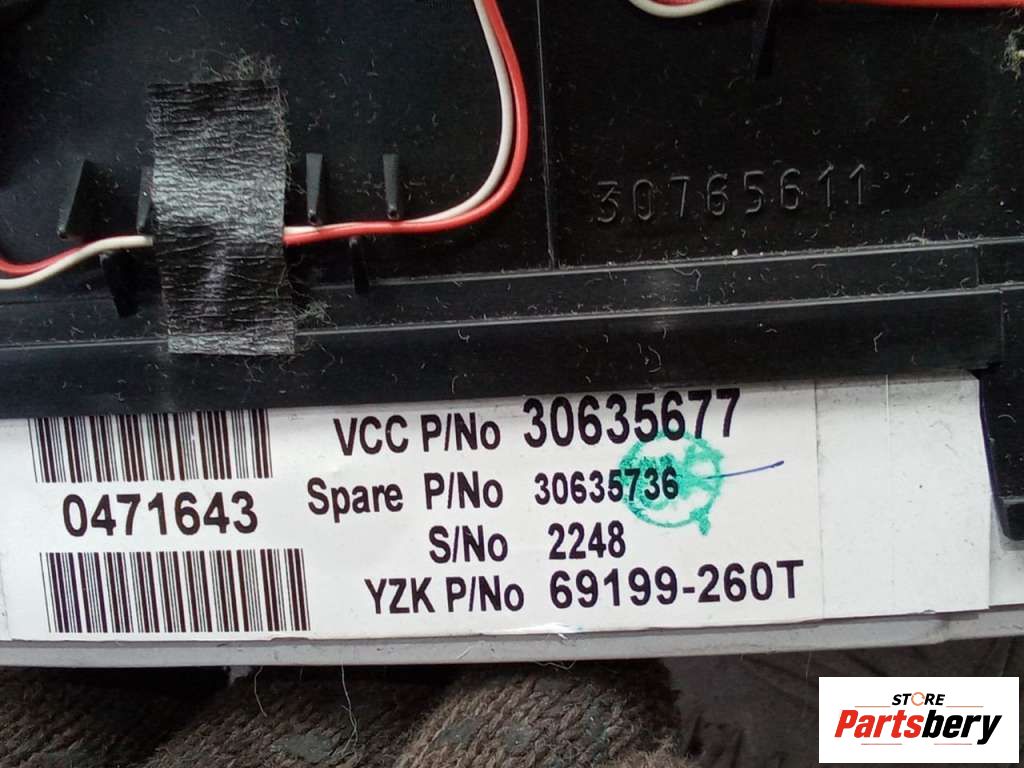 30765611
VCC P/No 30635677
0471643
Spare P/No 30635736
S/No 2248
YZK P/No 69199-260T
STORE
Partsbery